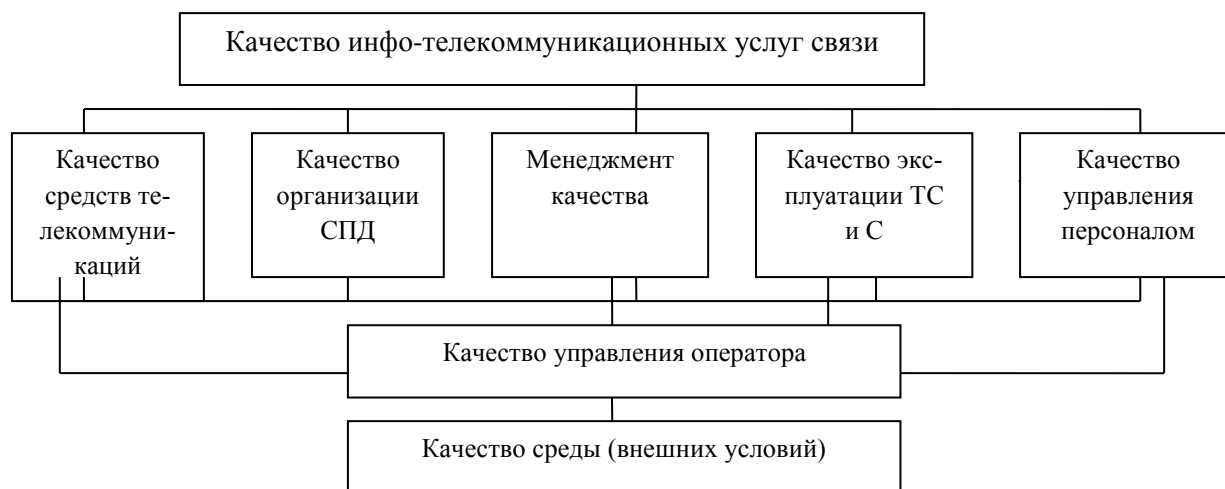 Качество инфо-телекоммуникационных услуг связи
Качество
средств те-
лекоммуни-
каций
Качество
организации
СПД
Менеджмент
качества
Качество экс-
плуатации ТС
и С
Качество
управления
персоналом
Качество управления оператора
Качество среды (внешних условий)